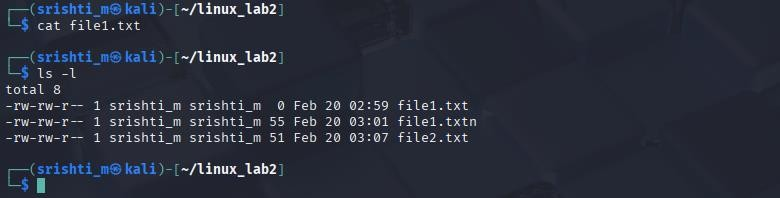 ┌──(srishti_m㉿kali)-[~/linux_lab2]
└─$ cat file1.txt
┌──(srishti_m㉿kali)-[~/linux_lab2]
└─$ ls -l
total 8
-rw-rw-r-- 1 srishti_m srishti_m  0 Feb 20 02:59 file1.txt
-rw-rw-r-- 1 srishti_m srishti_m 55 Feb 20 03:01 file1.txtn
-rw-rw-r-- 1 srishti_m srishti_m 51 Feb 20 03:07 file2.txt
┌──(srishti_m㉿kali)-[~/linux_lab2]
└─$